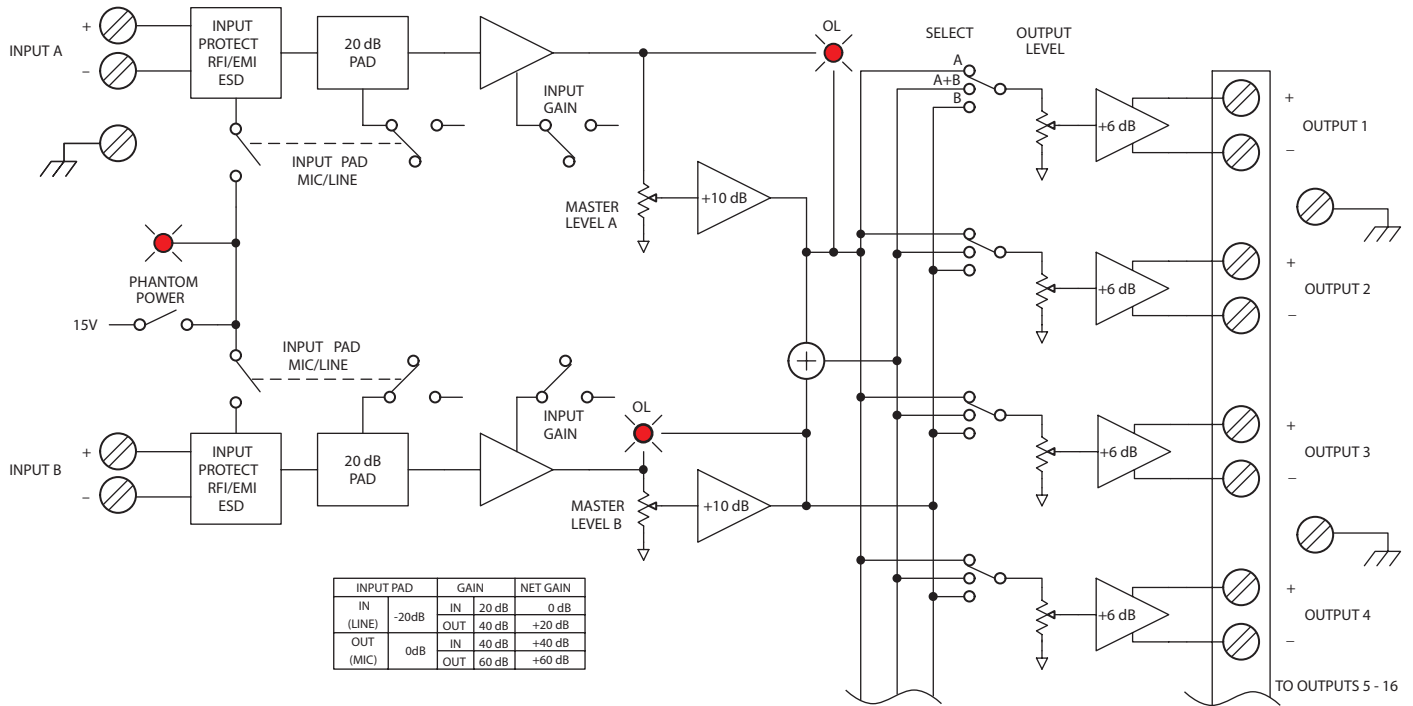 INPUT A
+
−
INPUT
PROTECT
RFI/EMI
ESD
20 dB
PAD
INPUT
GAIN
INPUT PAD
MIC/LINE
MASTER
LEVEL A
+10 dB
OL
SELECT
OUTPUT
LEVEL
A
A+B
B
+6 dB
+
OUTPUT 1
−
PHANTOM
POWER
15V
+6 dB
+
OUTPUT 2
−
INPUT PAD
MIC/LINE
+
INPUT B
+
−
INPUT
PROTECT
RFI/EMI
ESD
20 dB
PAD
INPUT
GAIN
OL
MASTER
LEVEL B
+10 dB
+6 dB
+
OUTPUT 3
−
+6 dB
+
OUTPUT 4
−
TO OUTPUTS 5 - 16
INPUT PAD GAIN NET GAIN
IN (LINE) -20dB IN 20 dB 0 dB
OUT 40 dB +20 dB
OUT (MIC) 0dB IN 40 dB +40 dB
OUT 60 dB +60 dB